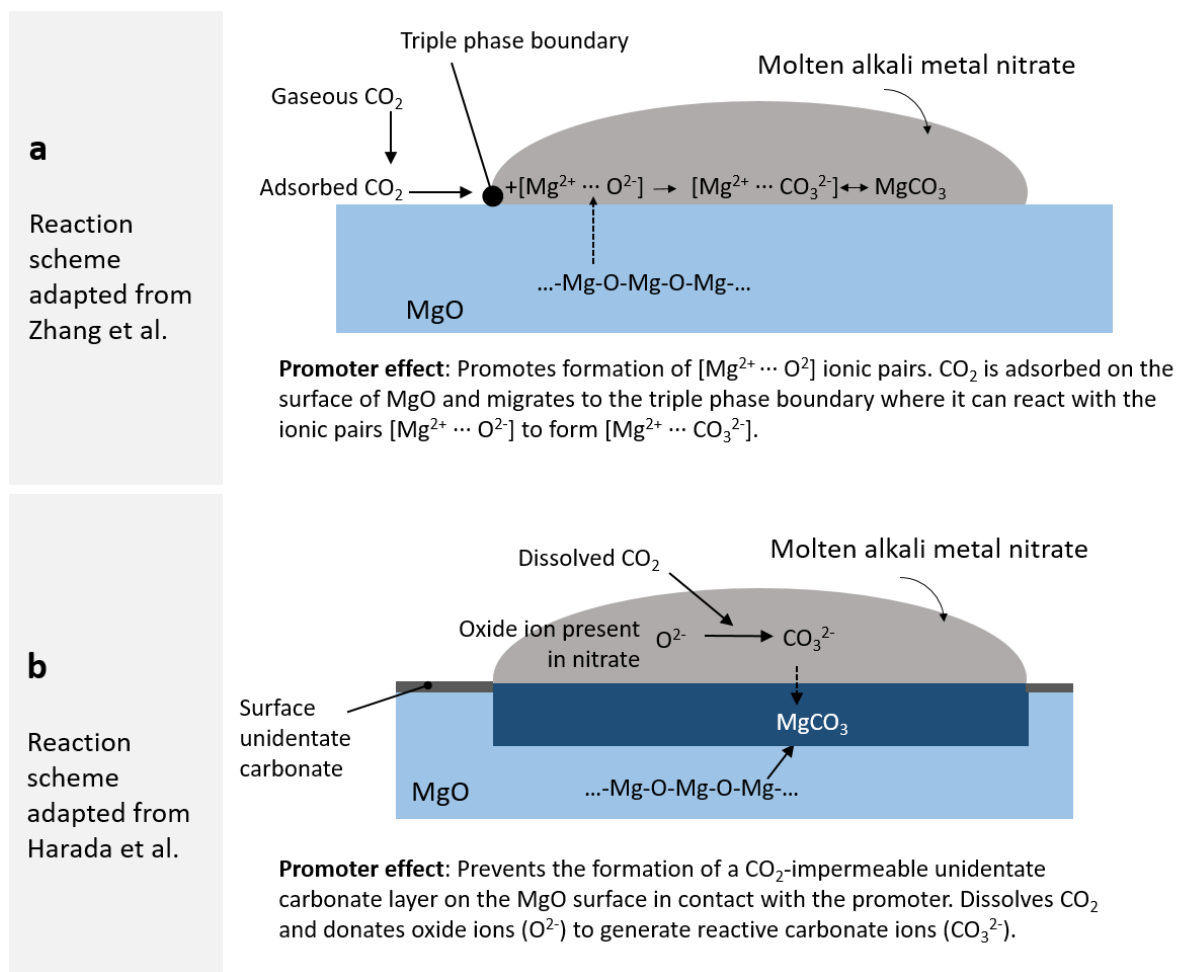 a
Reaction
scheme
adapted from
Zhang et al.
Triple phase boundary
Molten alkali metal nitrate
Gaseous CO₂
Adsorbed CO₂
+[Mg²⁺ ··· O²⁻] → [Mg²⁺ ··· CO₃²⁻]↔ MgCO₃
...-Mg-O-Mg-O-Mg-...
MgO
Promoter effect: Promotes formation of [Mg²⁺ ··· O²] ionic pairs. CO₂ is adsorbed on the
surface of MgO and migrates to the triple phase boundary where it can react with the
ionic pairs [Mg²⁺ ··· O²⁻] to form [Mg²⁺ ··· CO₃²⁻].
b
Reaction
scheme
adapted from
Harada et al.
Dissolved CO₂
Molten alkali metal nitrate
Oxide ion present
in nitrate
O²⁻ → CO₃²⁻
Surface
unidentate
carbonate
MgCO₃
MgO
...-Mg-O-Mg-O-Mg-...
Promoter effect: Prevents the formation of a CO₂-impermeable unidentate
carbonate layer on the MgO surface in contact with the promoter. Dissolves CO₂
and donates oxide ions (O²⁻) to generate reactive carbonate ions (CO₃²⁻).